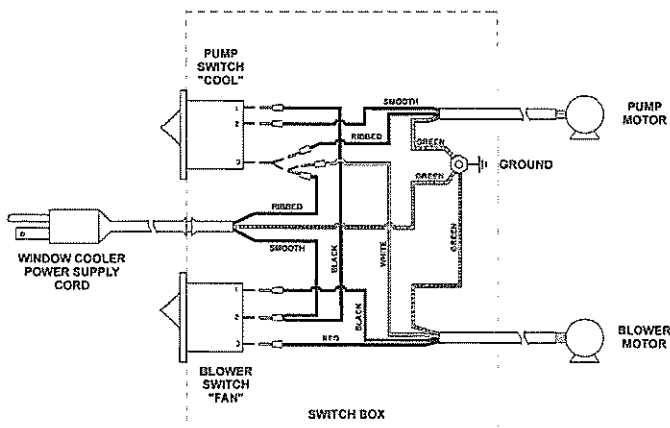 PUMP
SWITCH
"COOL"
1
2
3
SMOOTH
RIBBED
GREEN
GREEN
GREEN
GROUND
PUMP
MOTOR
RIBBED
SMOOTH
WINDOW COOLER
POWER SUPPLY
CORD
BLACK
WHITE
BLACK
RED
1
2
3
BLOWER
SWITCH
"FAN"
BLOWER
MOTOR
SWITCH BOX